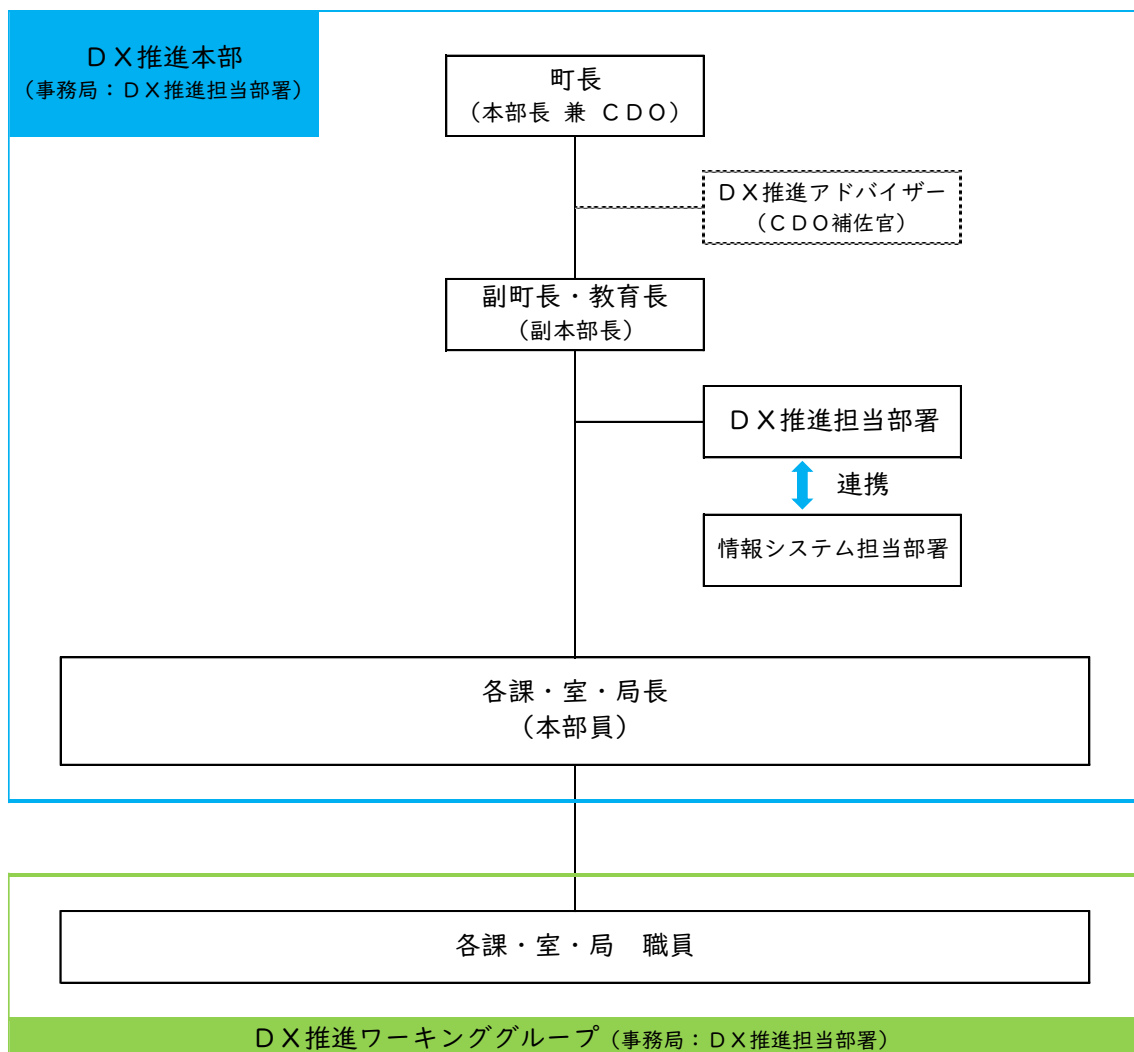 ＤＸ推進本部
（事務局：ＤＸ推進担当部署）
町長
（本部長 兼 ＣＤＯ）
ＤＸ推進アドバイザー
（ＣＤＯ補佐官）
副町長・教育長
（副本部長）
ＤＸ推進担当部署
連携
情報システム担当部署
各課・室・局長
（本部員）
各課・室・局　職員
ＤＸ推進ワーキンググループ（事務局：ＤＸ推進担当部署）